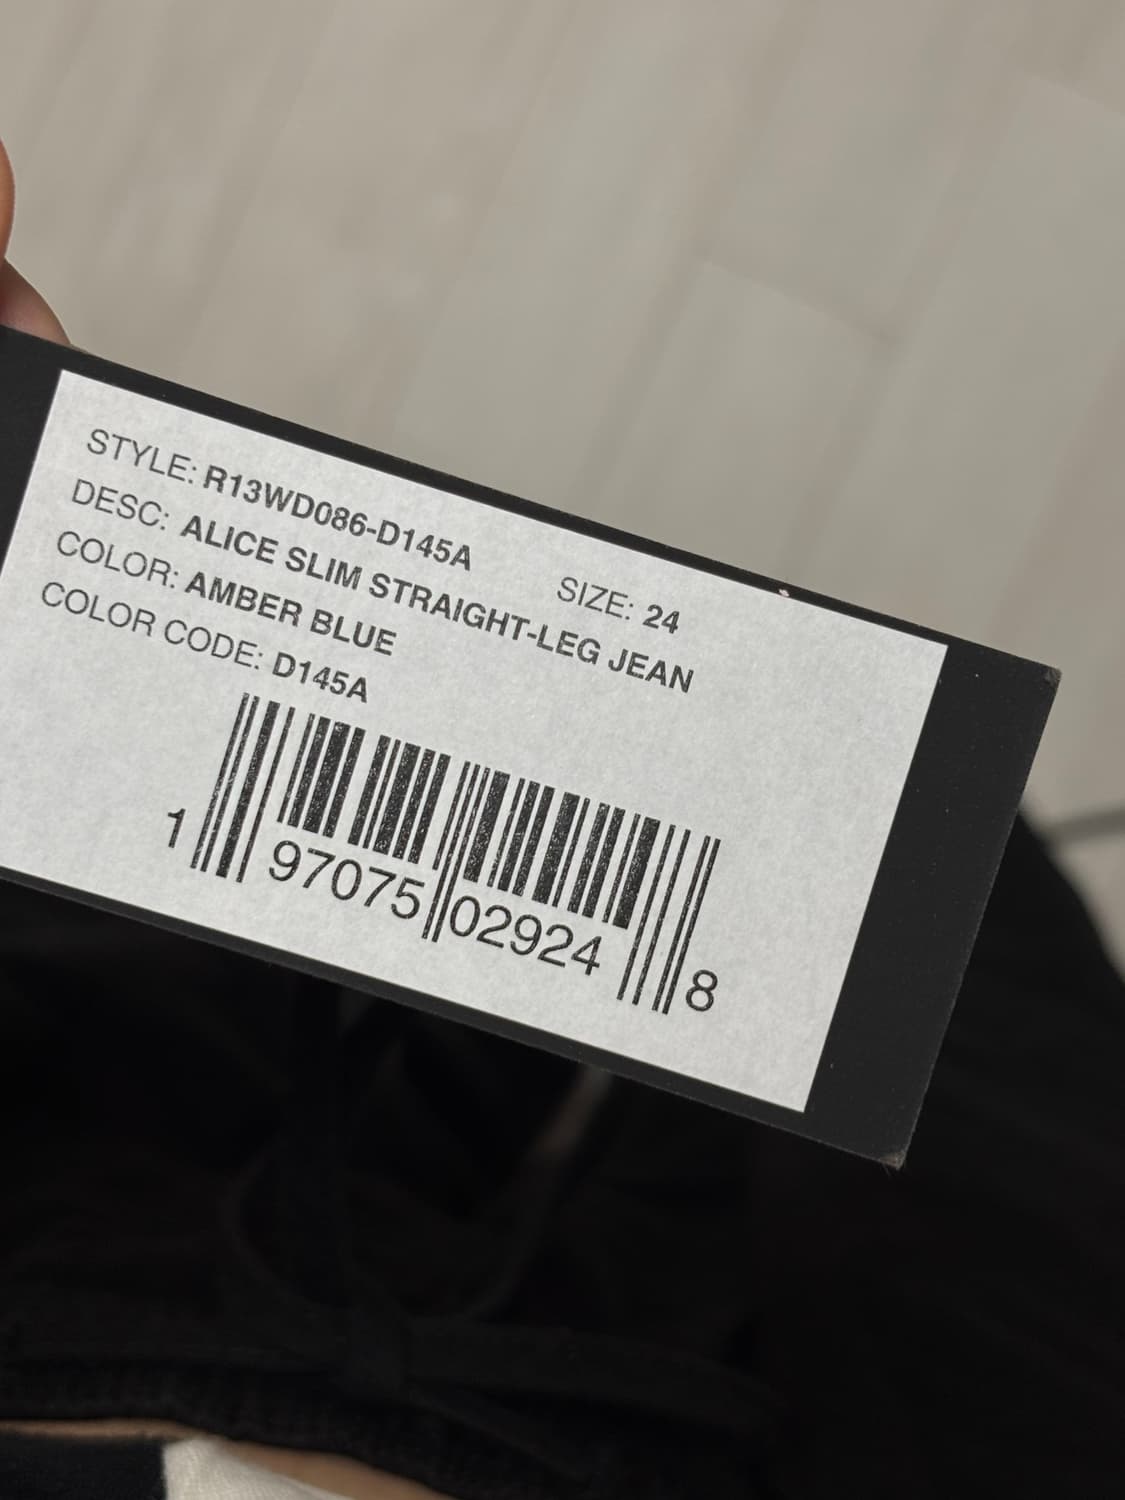 STYLE: R13WD086-D145A SIZE: 24
DESC: ALICE SLIM STRAIGHT-LEG JEAN
COLOR: AMBER BLUE
COLOR CODE: D145A
1 97075 02924 8